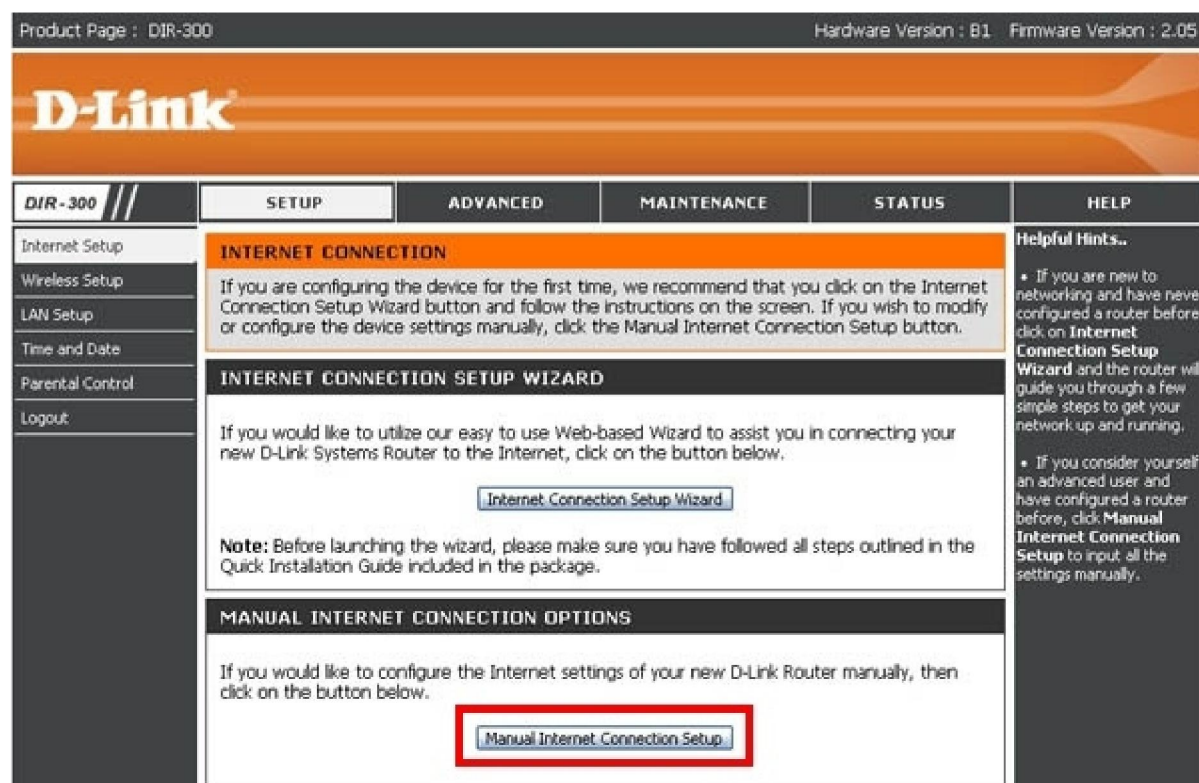 Product Page : DIR-300
Hardware Version : B1 Firmware Version : 2.05
D-Link
DIR-300
SETUP
ADVANCED
MAINTENANCE
STATUS
HELP
Internet Setup
Wireless Setup
LAN Setup
Time and Date
Parental Control
Logout
INTERNET CONNECTION
If you are configuring the device for the first time, we recommend that you click on the Internet
Connection Setup Wizard button and follow the instructions on the screen. If you wish to modify
or configure the device settings manually, click the Manual Internet Connection Setup button.
INTERNET CONNECTION SETUP WIZARD
If you would like to utilize our easy to use Web-based Wizard to assist you in connecting your
new D-Link Systems Router to the Internet, click on the button below.
Internet Connection Setup Wizard
Note: Before launching the wizard, please make sure you have followed all steps outlined in the
Quick Installation Guide included in the package.
MANUAL INTERNET CONNECTION OPTIONS
If you would like to configure the Internet settings of your new D-Link Router manually, then
click on the button below.
Manual Internet Connection Setup
Helpful Hints..
• If you are new to
networking and have neve
configured a router before
click on Internet
Connection Setup
Wizard and the router wil
guide you through a few
simple steps to get your
network up and running.
• If you consider yourself
an advanced user and
have configured a router
before, click Manual
Internet Connection
Setup to input all the
settings manually.